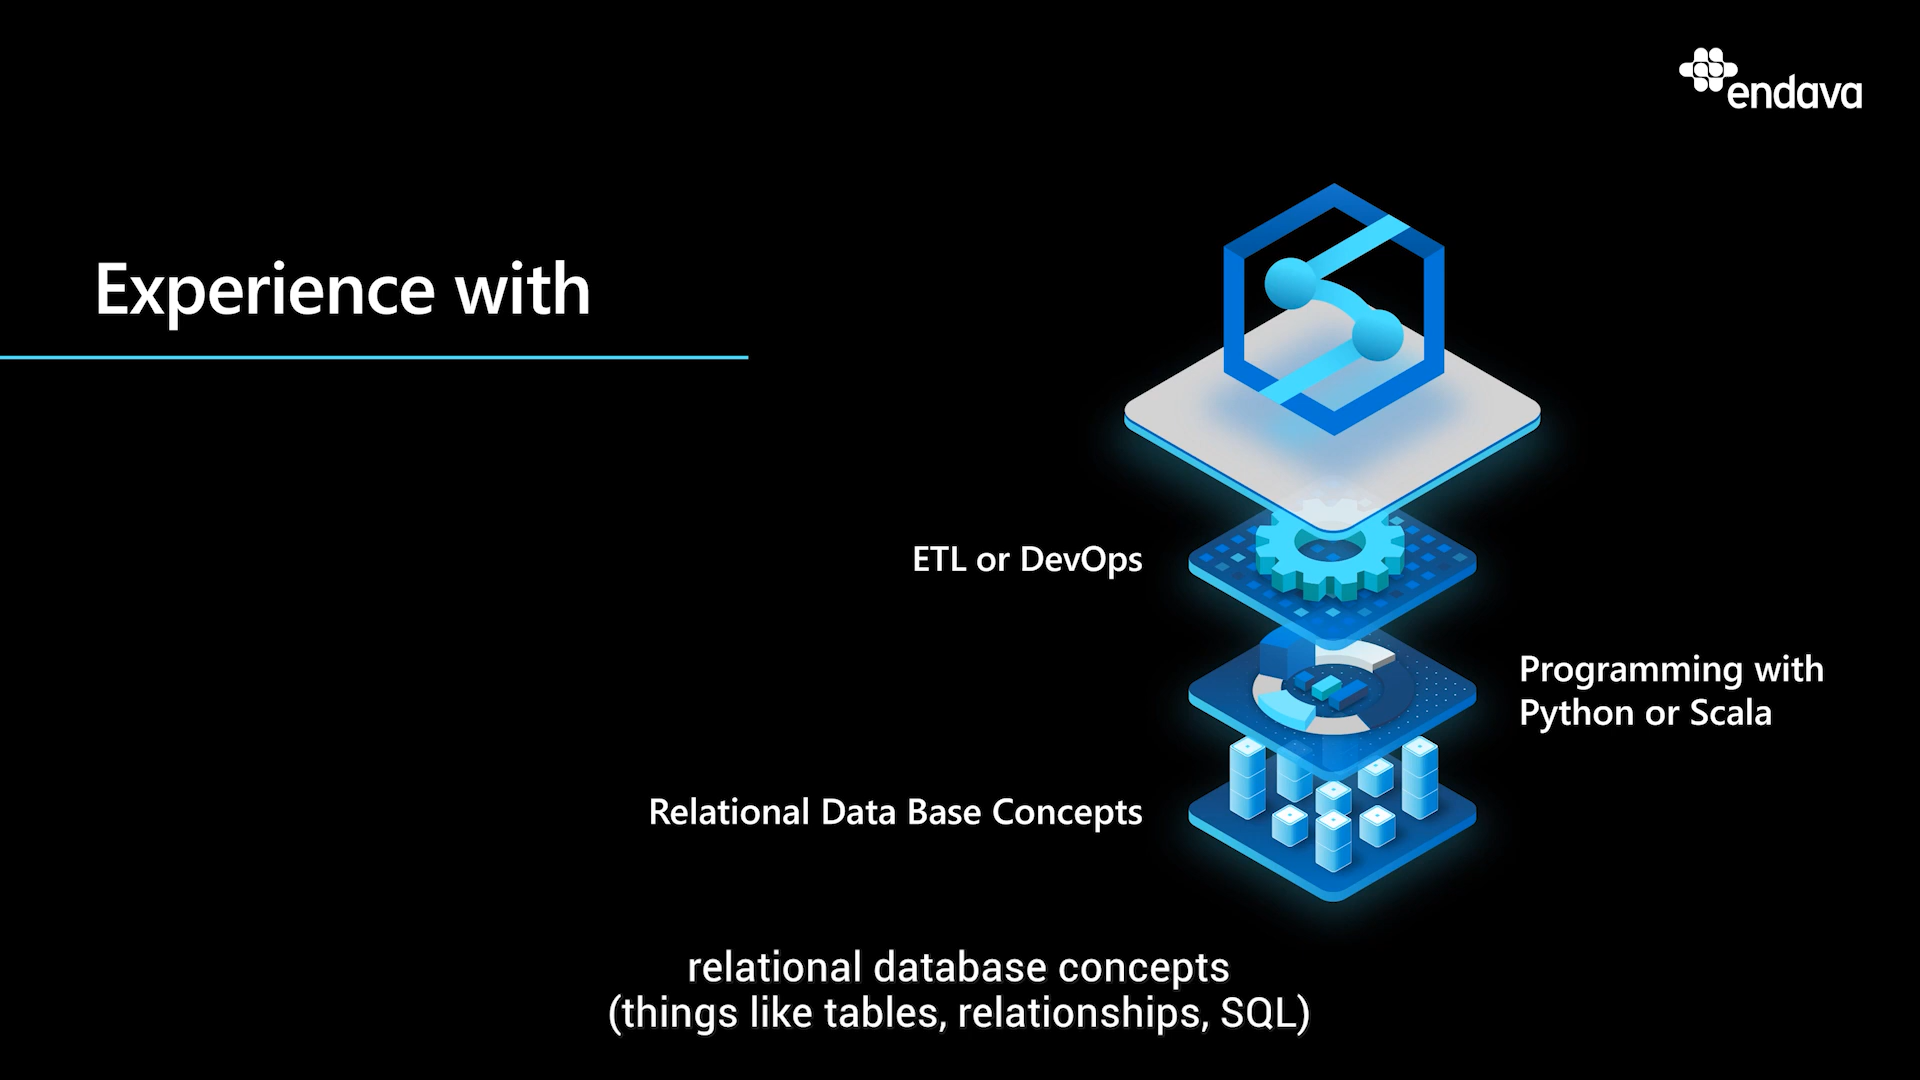 endava
Experience with
ETL or DevOps
Programming with
Python or Scala
Relational Data Base Concepts
relational database concepts
(things like tables, relationships, SQL)